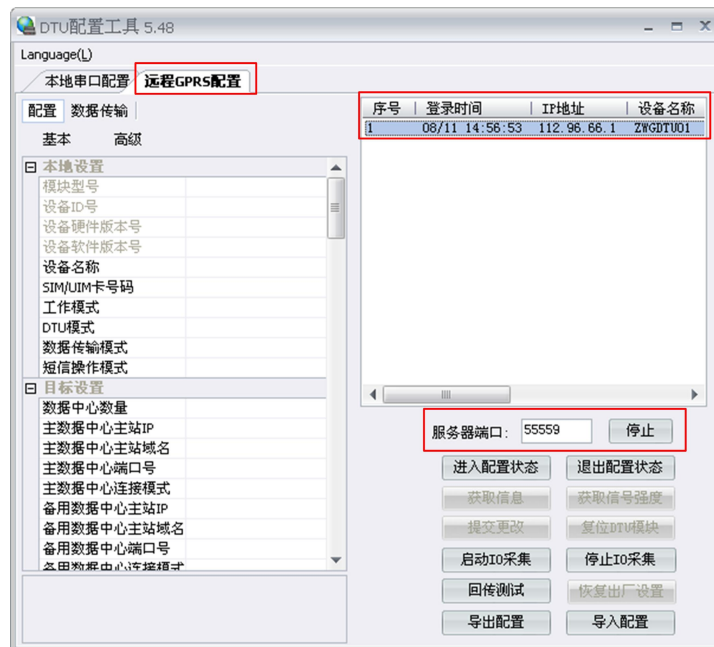 DTU配置工具 5.48
Language(L)
本地串口配置 远程GPRS配置
配置 数据传输
基本 高级
本地设置
模块型号
设备ID号
设备硬件版本号
设备软件版本号
设备名称
SIM/UIM卡号码
工作模式
DTU模式
数据传输模式
短信操作模式
目标设置
数据中心数量
主数据中心主站IP
主数据中心主站域名
主数据中心端口号
主数据中心连接模式
备用数据中心主站IP
备用数据中心主站域名
备用数据中心端口号
备用数据中心连接模式
序号 登录时间 IP地址 设备名称
1 08/11 14:56:53 112.96.66.1 ZWGDTU01
服务器端口: 55559 停止
进入配置状态 退出配置状态
获取信息 获取信号强度
提交更改 复位DTU模块
启动IO采集 停止IO采集
回传测试 恢复出厂设置
导出配置 导入配置